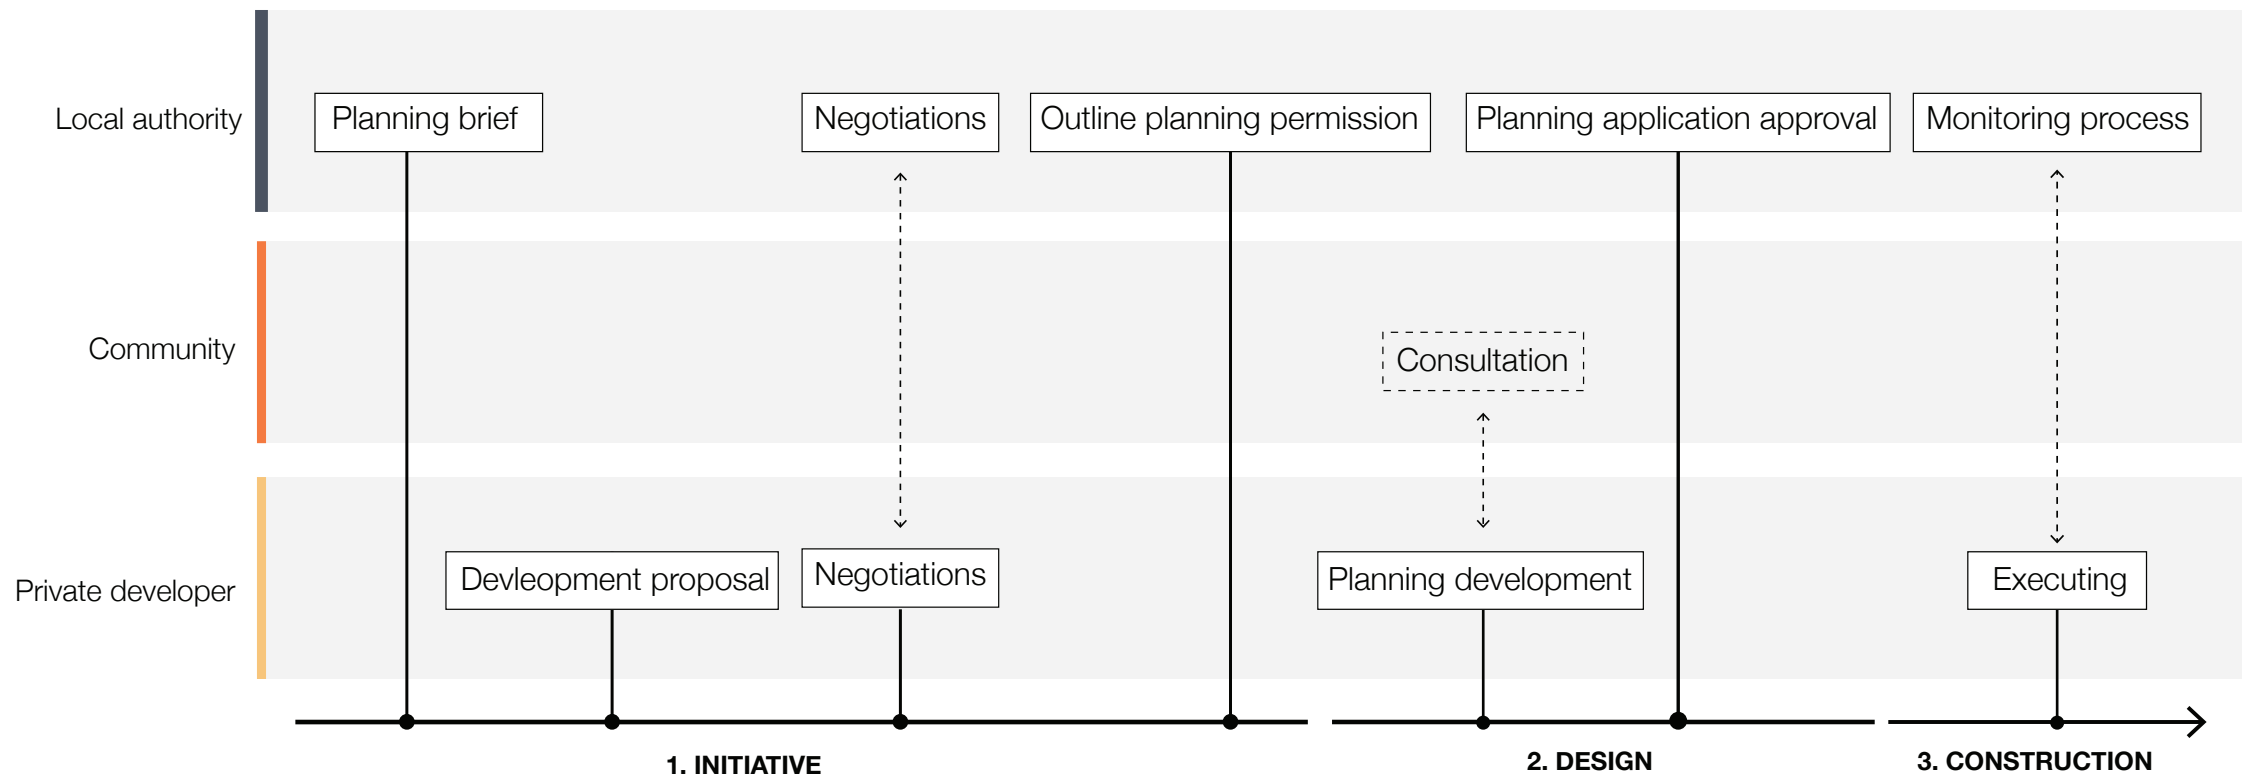 Local authority
Planning brief
Negotiations
Outline planning permission
Planning application approval
Monitoring process
Community
Consultation
Private developer
Devleopment proposal
Negotiations
Planning development
Executing
1. INITIATIVE
2. DESIGN
3. CONSTRUCTION